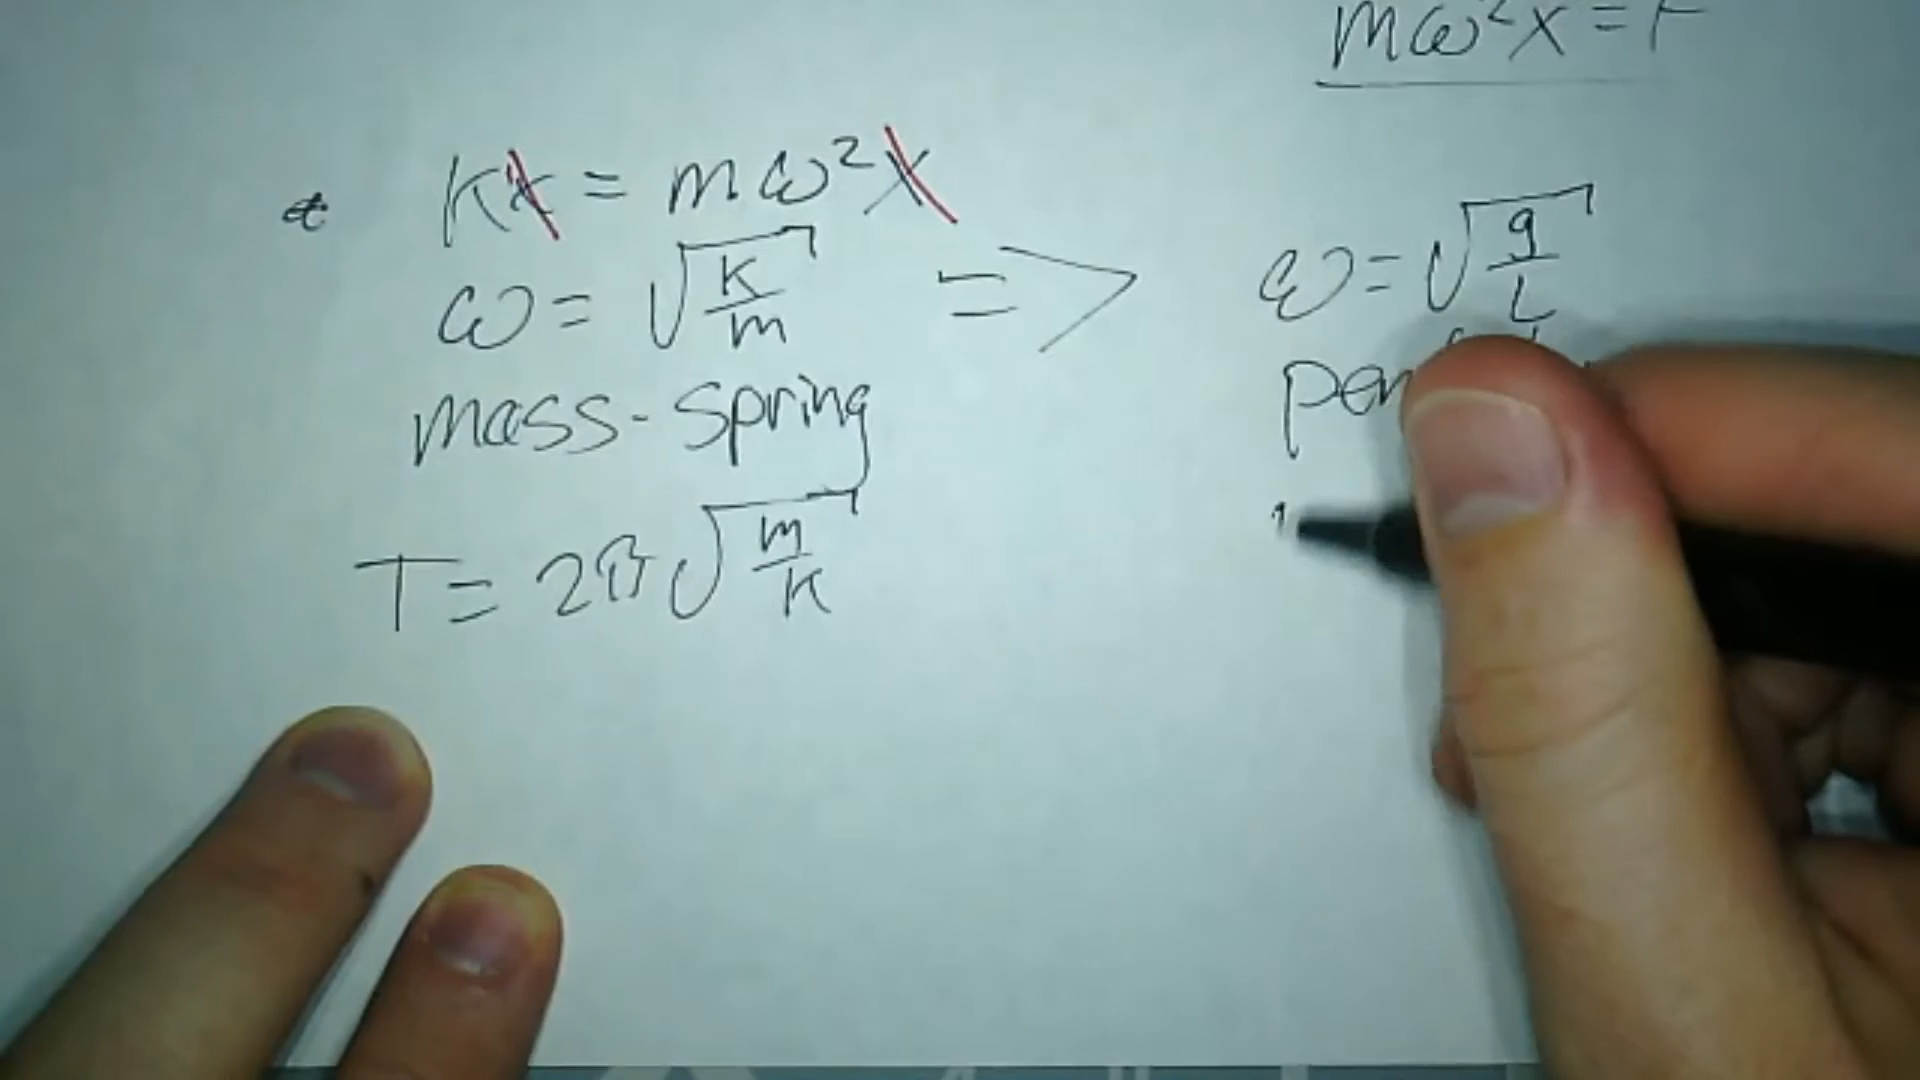 mω²x = F
kx = mω²x
ω = √(k/m) => ω = √(g/L)
mass-spring
T = 2π√(m/k)